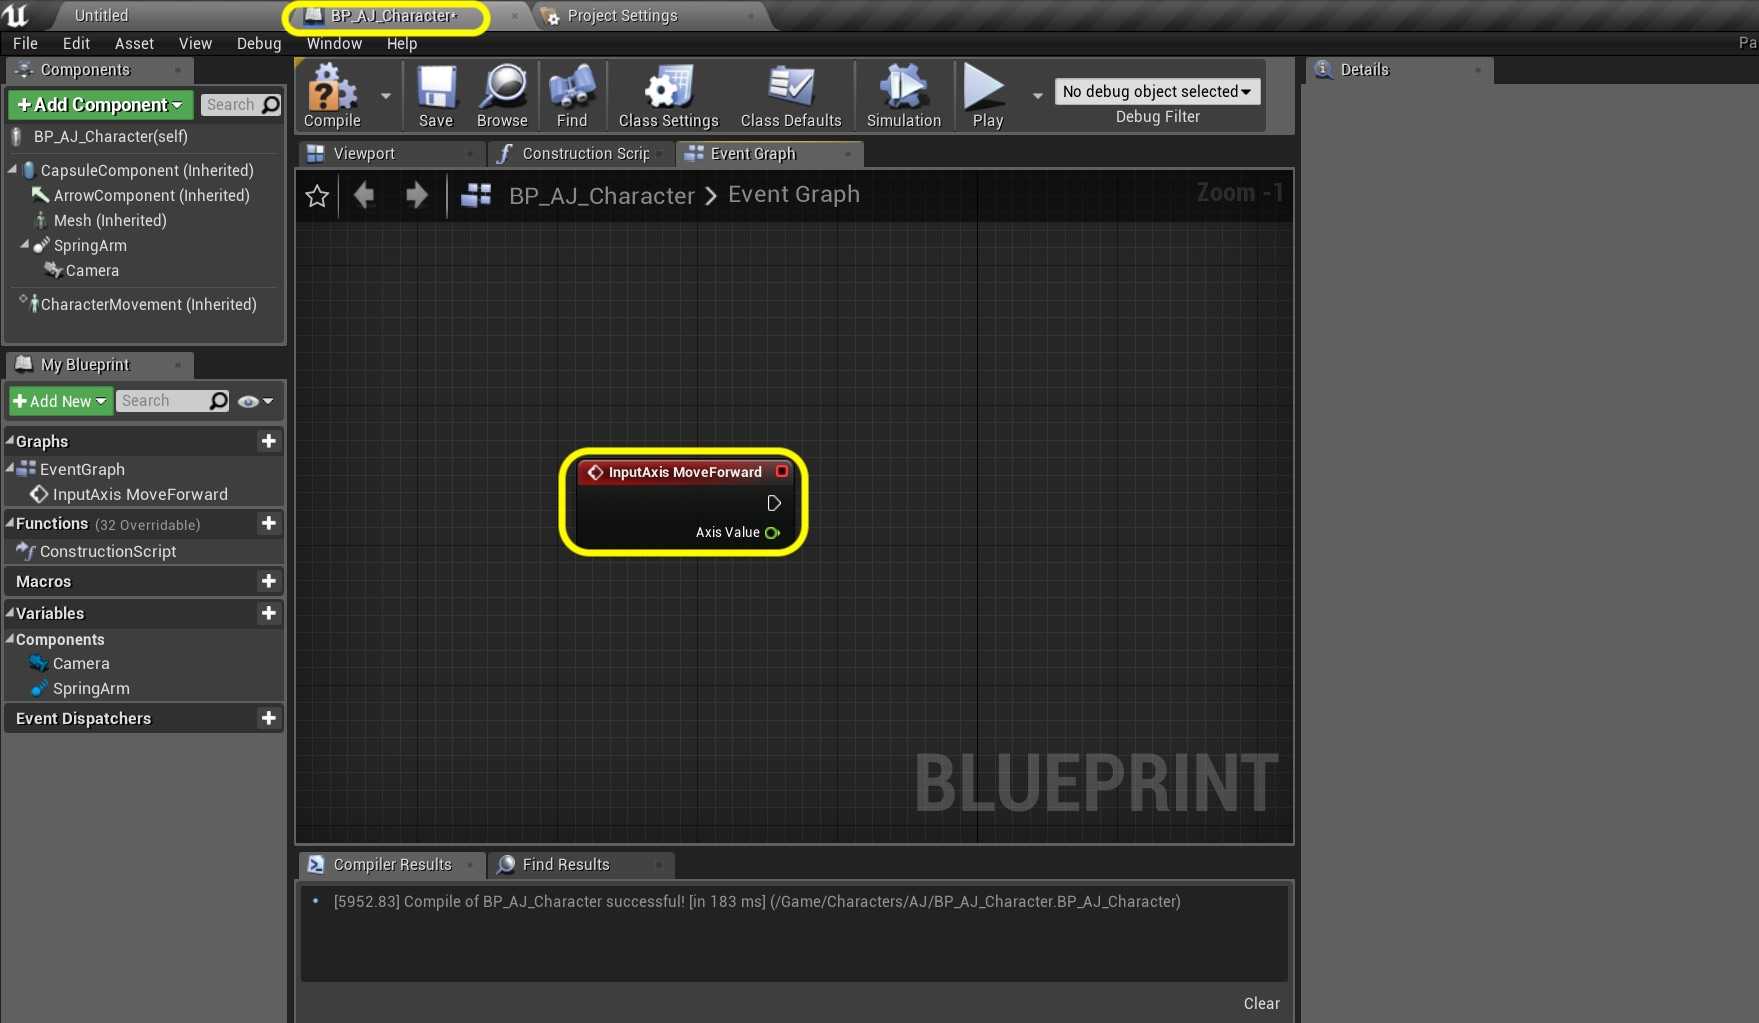 Untitled
BP_AJ_Character*
Project Settings
File Edit Asset View Debug Window Help
Pa
Components
Details
+Add Component
Search
Compile
Save
Browse
Find
Class Settings
Class Defaults
Simulation
Play
No debug object selected
Debug Filter
BP_AJ_Character(self)
CapsuleComponent (Inherited)
ArrowComponent (Inherited)
Mesh (Inherited)
SpringArm
Camera
CharacterMovement (Inherited)
Viewport
Construction Scrip
Event Graph
BP_AJ_Character > Event Graph
Zoom -1
My Blueprint
+Add New
Search
Graphs
EventGraph
InputAxis MoveForward
Functions (32 Overridable)
ConstructionScript
Macros
Variables
Components
Camera
SpringArm
Event Dispatchers
InputAxis MoveForward
Axis Value
BLUEPRINT
Compiler Results
Find Results
[5952.83] Compile of BP_AJ_Character successful! [in 183 ms] (/Game/Characters/AJ/BP_AJ_Character.BP_AJ_Character)
Clear